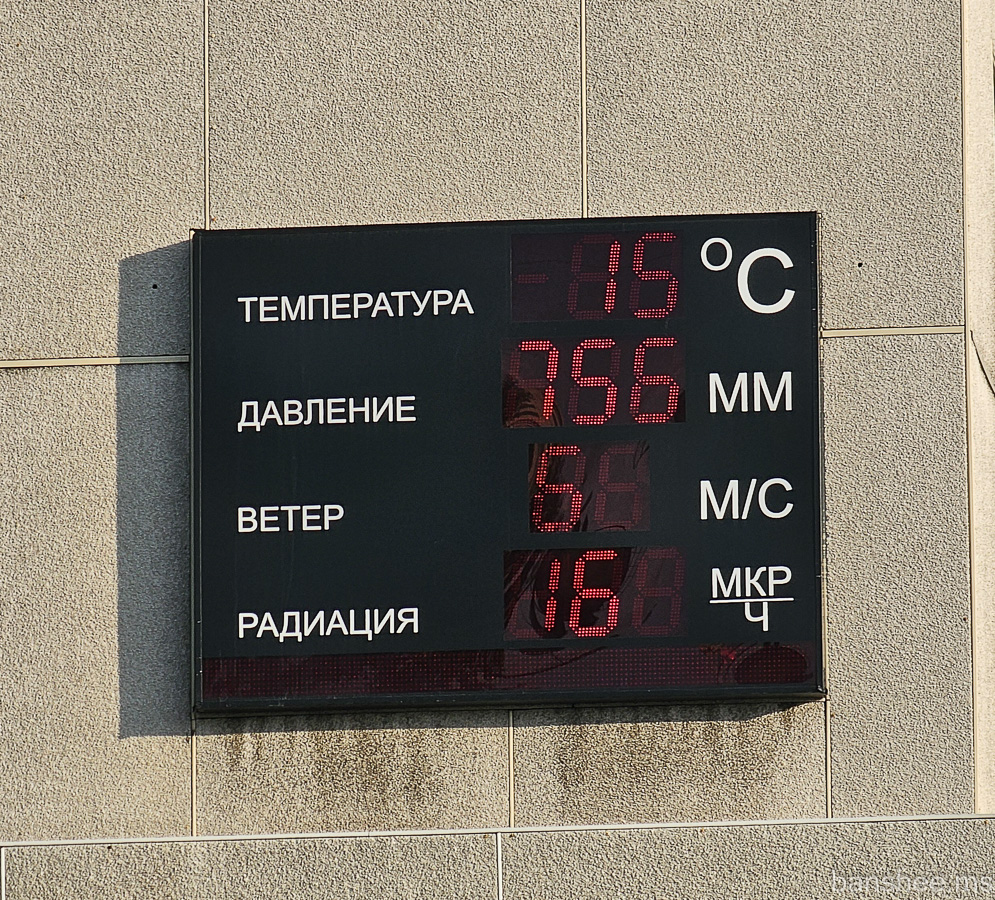 ТЕМПЕРАТУРА 15 °C
ДАВЛЕНИЕ 756 ММ
ВЕТЕР 6 М/С
РАДИАЦИЯ 16 МКР/Ч
banshee.ms